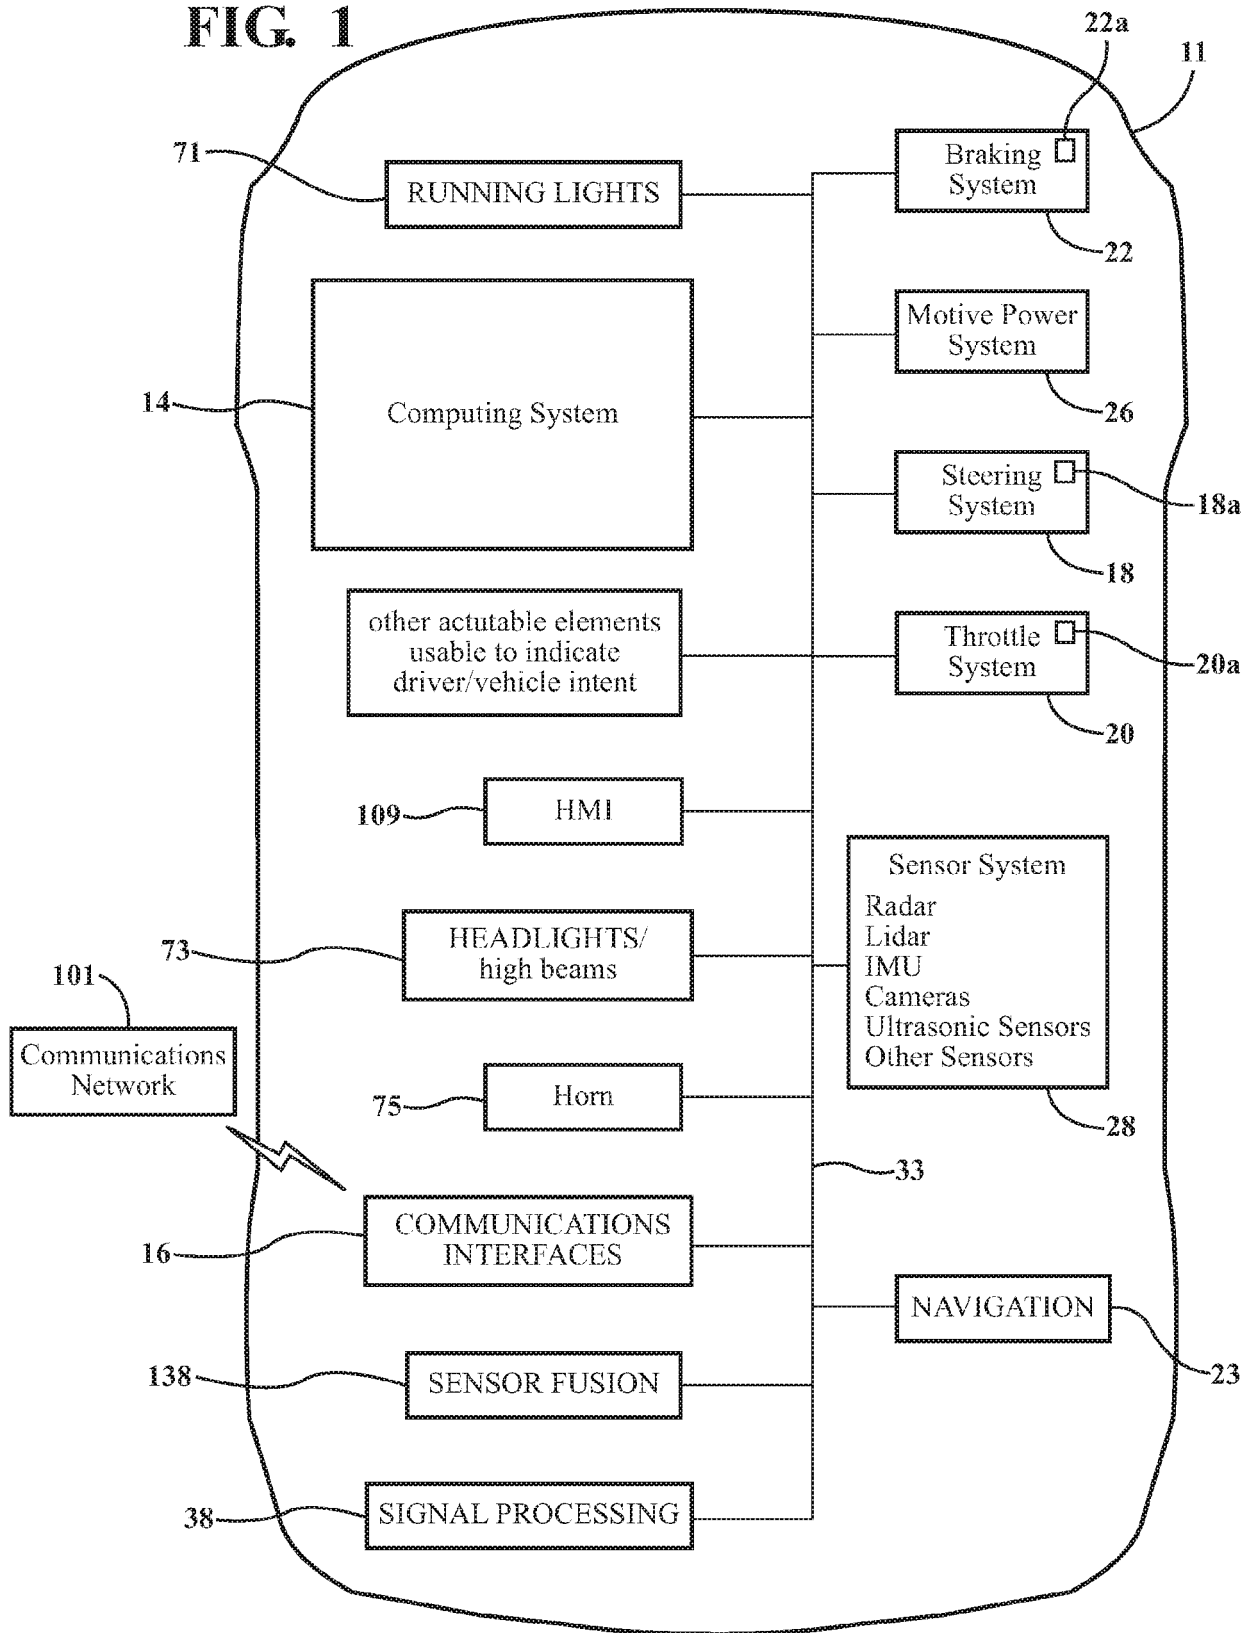 FIG. 1
22a
11
71
RUNNING LIGHTS
Braking
System
22
Motive Power
System
26
14
Computing System
Steering
System
18a
18
other actutable elements
usable to indicate
driver/vehicle intent
Throttle
System
20a
20
109
HMI
Sensor System
Radar
Lidar
IMU
Cameras
Ultrasonic Sensors
Other Sensors
28
73
HEADLIGHTS/
high beams
101
Communications
Network
75
Horn
33
16
COMMUNICATIONS
INTERFACES
NAVIGATION
23
138
SENSOR FUSION
38
SIGNAL PROCESSING